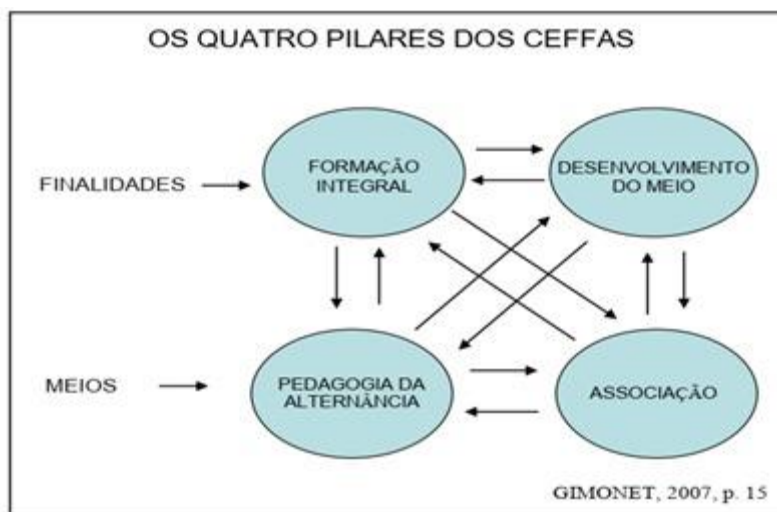 OS QUATRO PILARES DOS CEFFAS
FINALIDADES
FORMAÇÃO
INTEGRAL
DESENVOLVIMENTO
DO MEIO
MEIOS
PEDAGOGIA DA
ALTERNÂNCIA
ASSOCIAÇÃO
GIMONET, 2007, p. 15